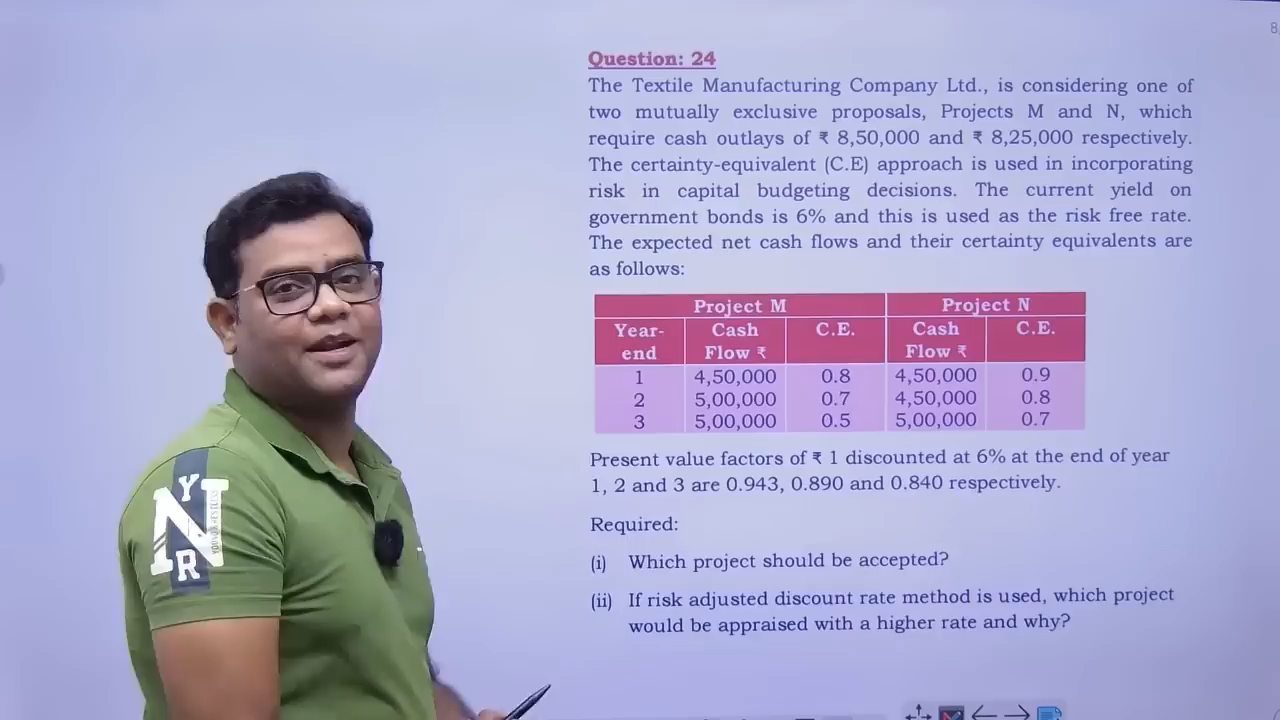 Question: 24
The Textile Manufacturing Company Ltd., is considering one of
two mutually exclusive proposals, Projects M and N, which
require cash outlays of ₹ 8,50,000 and ₹ 8,25,000 respectively.
The certainty-equivalent (C.E) approach is used in incorporating
risk in capital budgeting decisions. The current yield on
government bonds is 6% and this is used as the risk free rate.
The expected net cash flows and their certainty equivalents are
as follows:
Project M Project N
Year-end Cash Flow ₹ C.E. Cash Flow ₹ C.E.
1 4,50,000 0.8 4,50,000 0.9
2 5,00,000 0.7 4,50,000 0.8
3 5,00,000 0.5 5,00,000 0.7
Present value factors of ₹ 1 discounted at 6% at the end of year
1, 2 and 3 are 0.943, 0.890 and 0.840 respectively.
Required:
(i) Which project should be accepted?
(ii) If risk adjusted discount rate method is used, which project
would be appraised with a higher rate and why?
Y
N
R